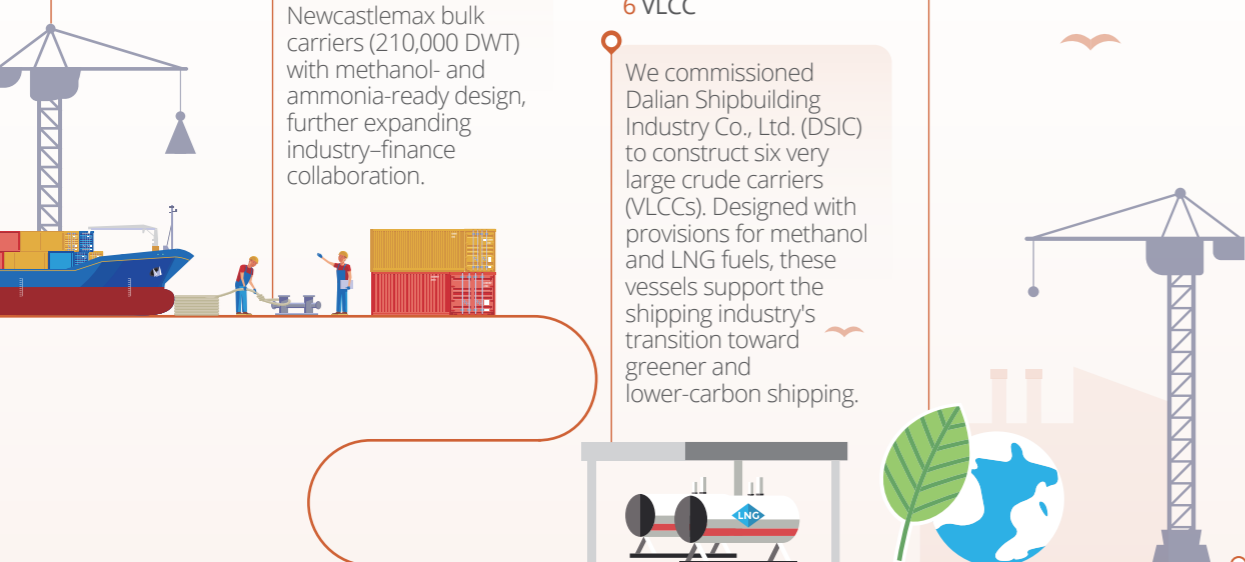 Newcastlemax bulk
carriers (210,000 DWT)
with methanol- and
ammonia-ready design,
further expanding
industry–finance
collaboration.
6 VLCC
We commissioned
Dalian Shipbuilding
Industry Co., Ltd. (DSIC)
to construct six very
large crude carriers
(VLCCs). Designed with
provisions for methanol
and LNG fuels, these
vessels support the
shipping industry's
transition toward
greener and
lower-carbon shipping.
LNG